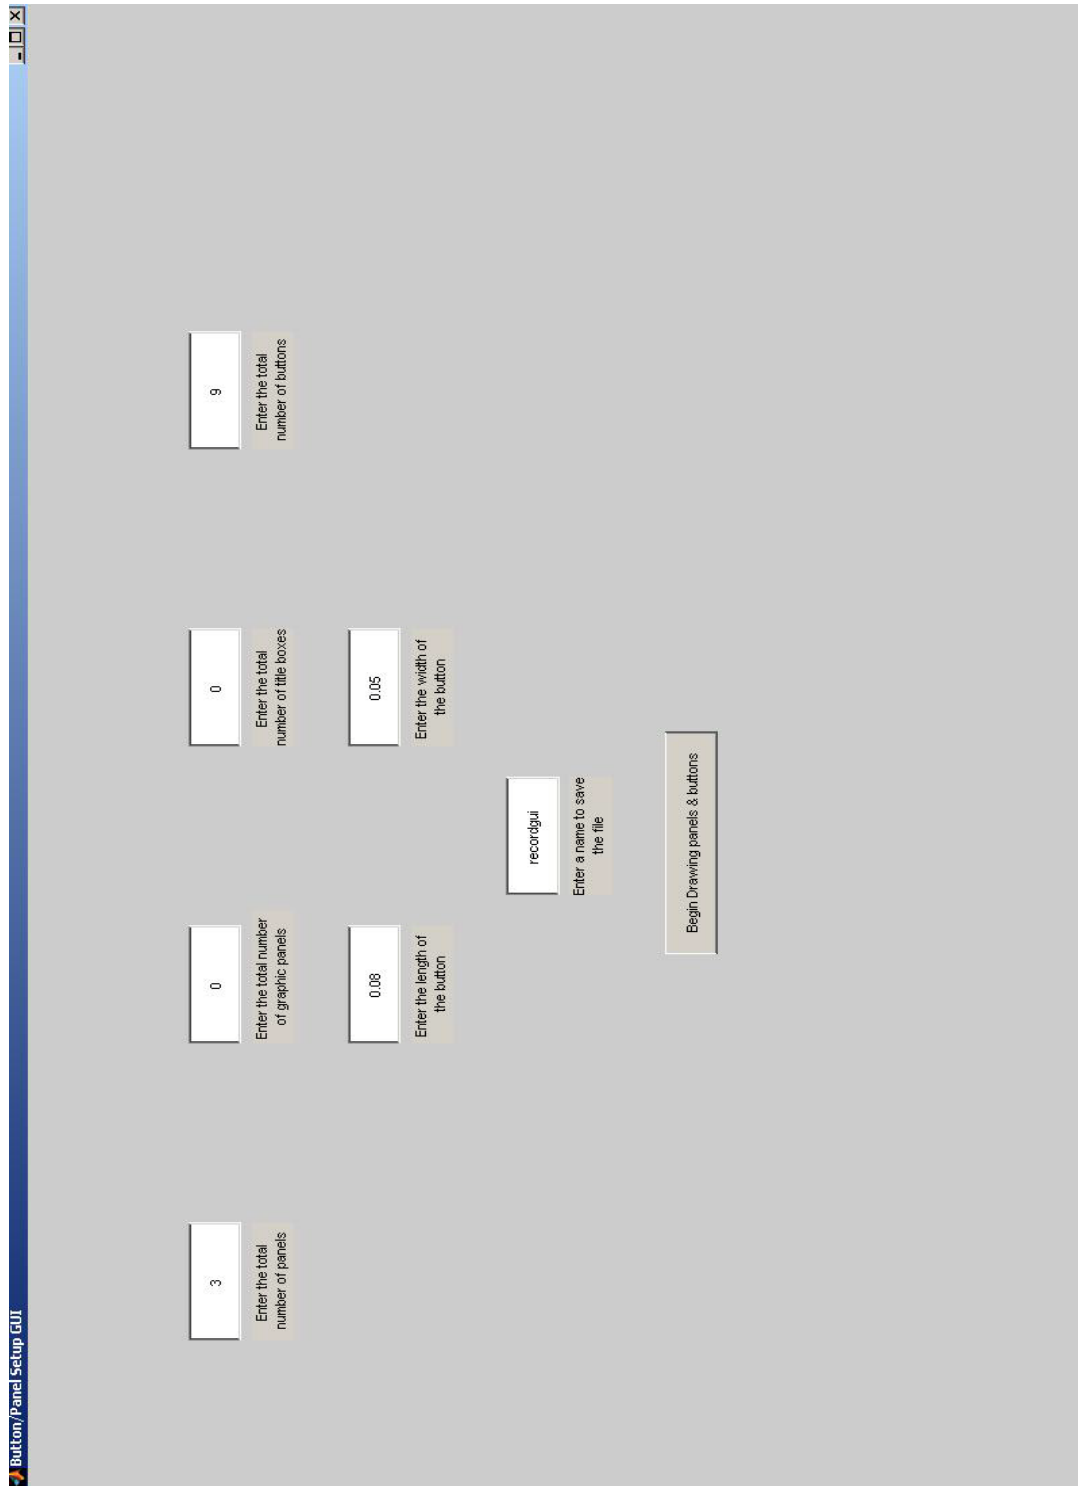 Button/Panel Setup GUI
3
0
0
9
Enter the total
number of panels
Enter the total number
of graphic panels
Enter the total
number of title boxes
Enter the total
number of buttons
0.08
0.05
Enter the length of
the button
Enter the width of
the button
recordgui
Enter a name to save
the file
Begin Drawing panels & buttons